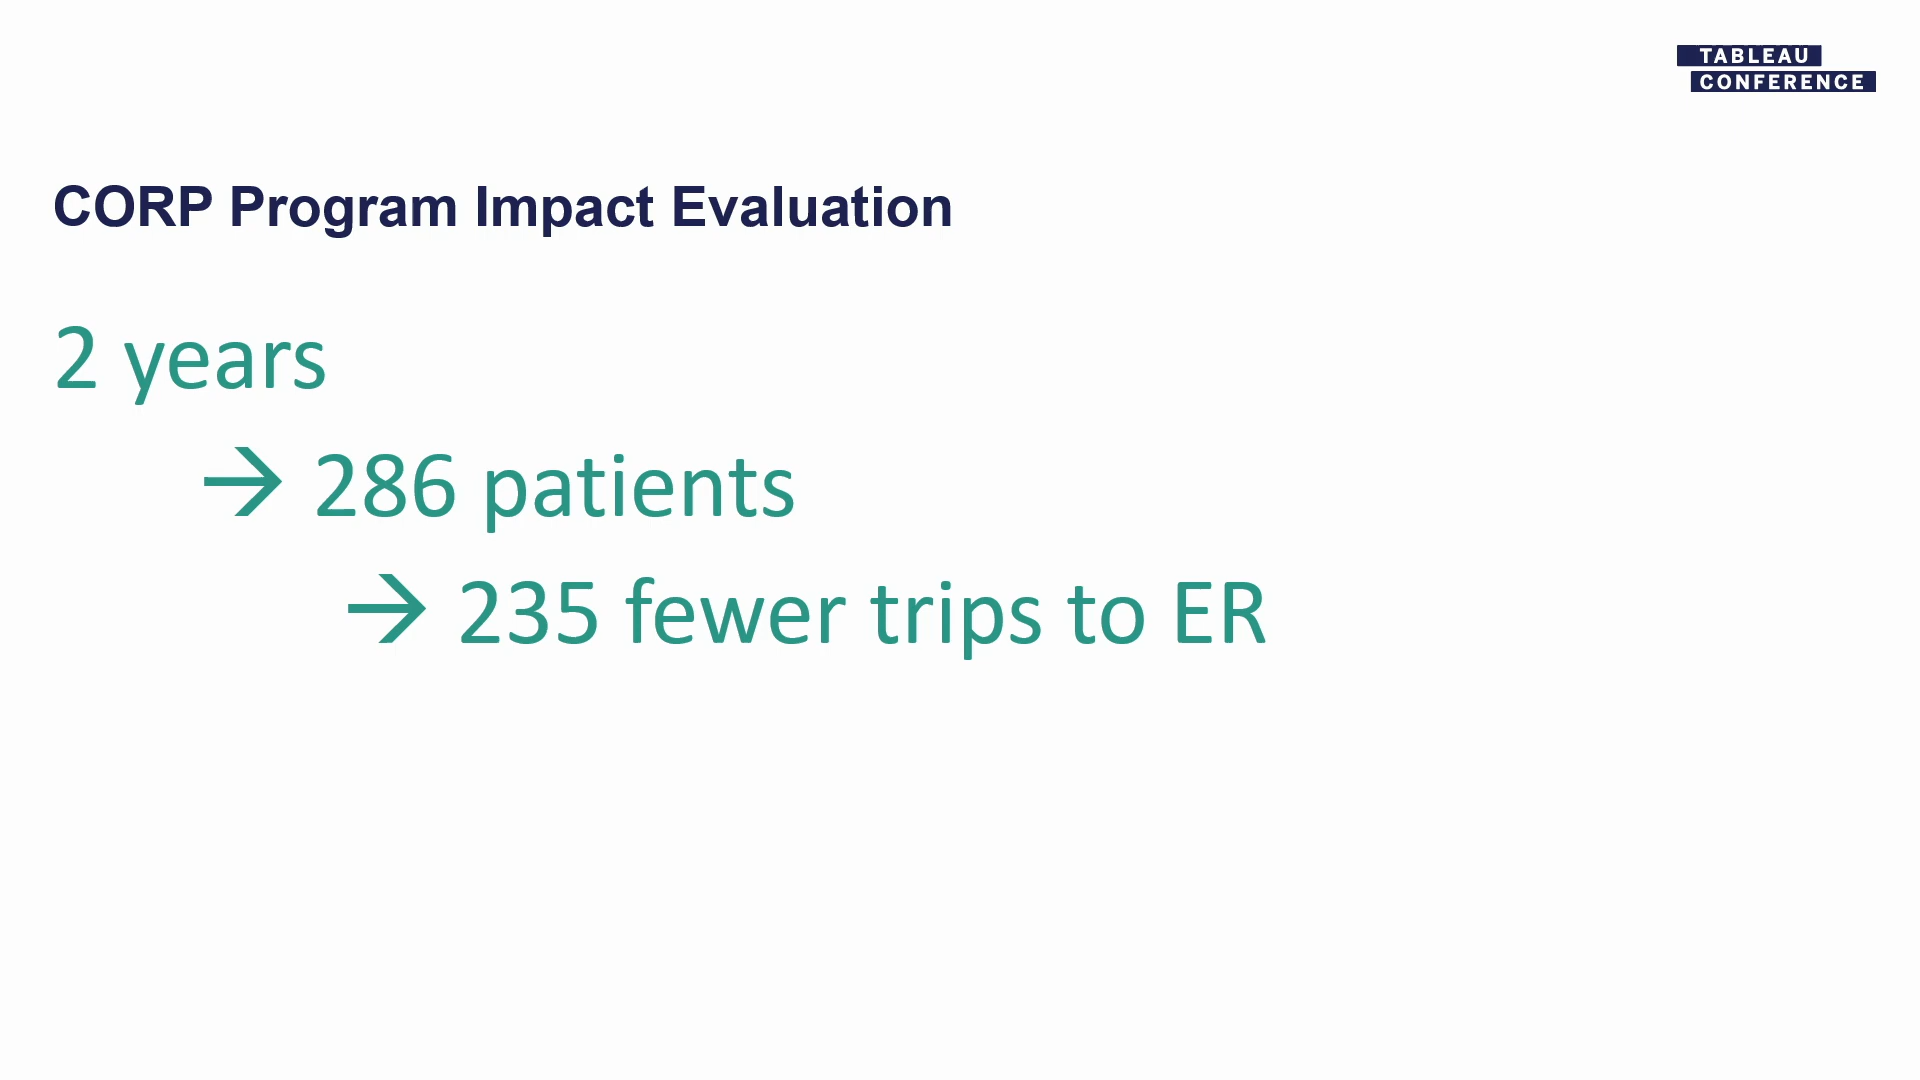 TABLEAU
CONFERENCE
CORP Program Impact Evaluation
2 years
→ 286 patients
→ 235 fewer trips to ER